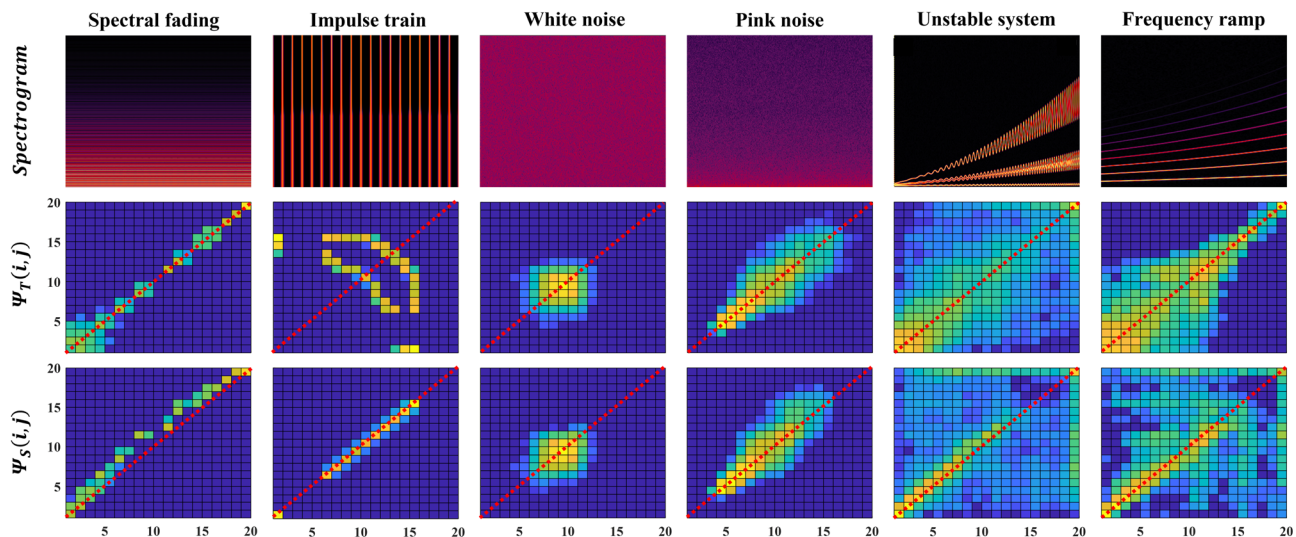 Spectral fading Impulse train White noise Pink noise Unstable system Frequency ramp
Spectrogram
Ψ_T(i,j)
20
15
10
5
Ψ_S(i,j)
20
15
10
5
5 10 15 20 5 10 15 20 5 10 15 20 5 10 15 20 5 10 15 20 5 10 15 20